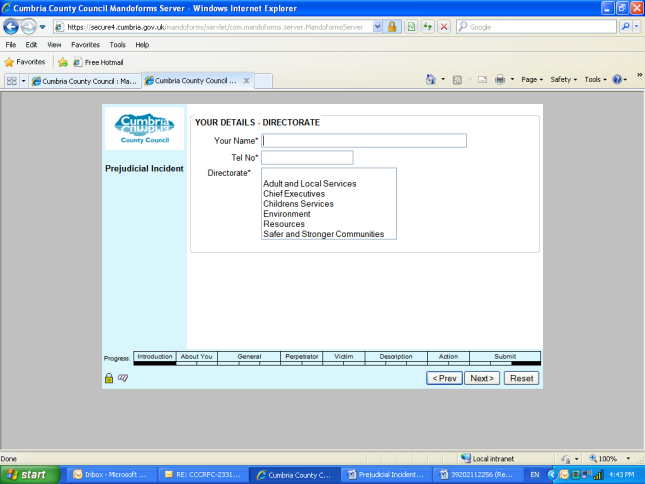 Cumbria County Council Mandoforms Server - Windows Internet Explorer
https://secure4.cumbria.gov.uk/mandoforms/servlet/com.mandoforms.server.MandoformsServer
Google
File Edit View Favorites Tools Help
Favorites Free Hotmail
Cumbria County Council : Ma... Cumbria County Council ... X
Page Safety Tools
Cumbria
County Council
Prejudicial Incident
YOUR DETAILS - DIRECTORATE
Your Name*
Tel No*
Directorate*
Adult and Local Services
Chief Executives
Childrens Services
Environment
Resources
Safer and Stronger Communities
Progress: Introduction About You General Perpetrator Victim Description Action Submit
< Prev Next > Reset
Done Local intranet 100%
start Inbox - Microsoft ... RE: CCCRFC-2331... Cumbria County C... Prejudicial Incident... 39202112256 (Re... EN 4:43 PM